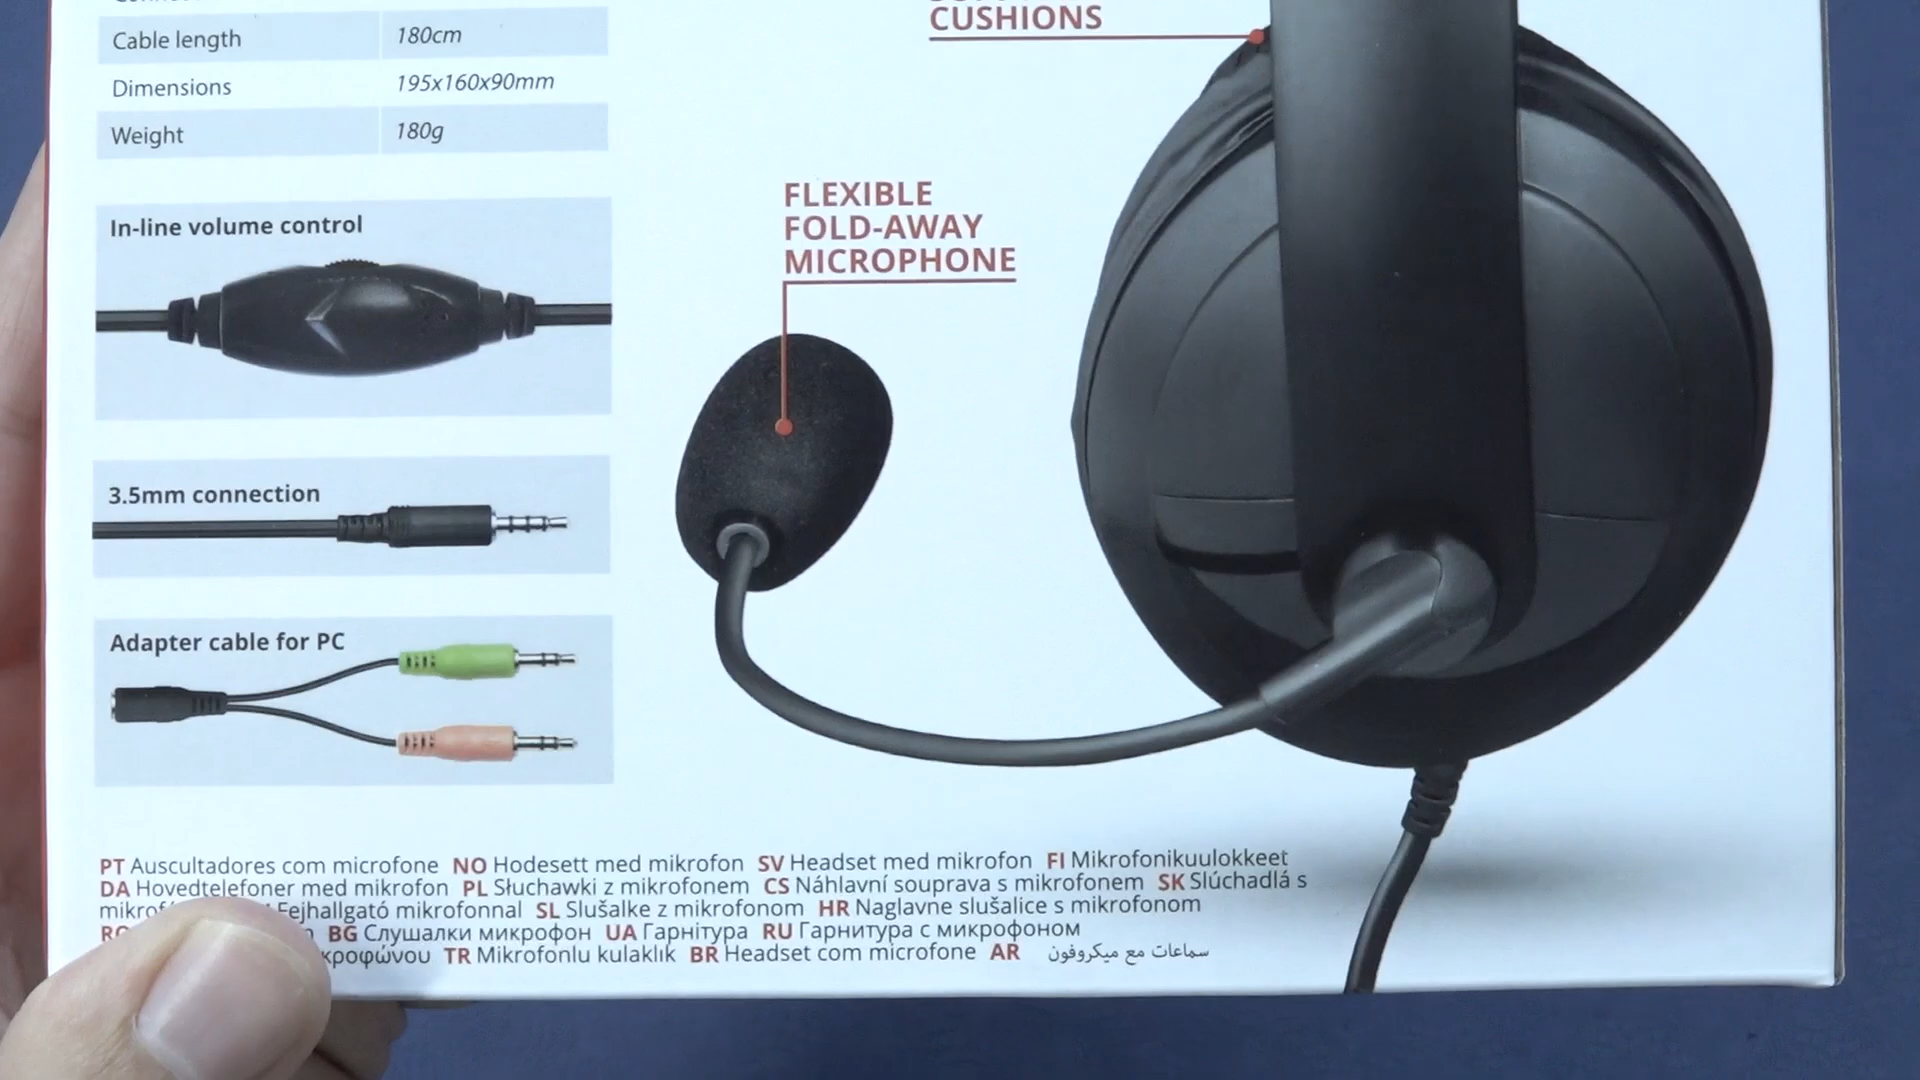 CUSHIONS
Cable length 180cm
Dimensions 195x160x90mm
Weight 180g
In-line volume control
FLEXIBLE
FOLD-AWAY
MICROPHONE
3.5mm connection
Adapter cable for PC
PT Auscultadores com microfone NO Hodesett med mikrofon SV Headset med mikrofon FI Mikrofonikuulokkeet
DA Hovedtelefoner med mikrofon PL Słuchawki z mikrofonem CS Náhlavní souprava s mikrofonem SK Slúchadlá s
Fejhallgató mikrofonnal SL Slušalke z mikrofonom HR Naglavne slušalice s mikrofonom
BG Слушалки микрофон UA Гарнітура RU Гарнитура с микрофоном
TR Mikrofonlu kulaklık BR Headset com microfone AR سماعات مع ميكروفون